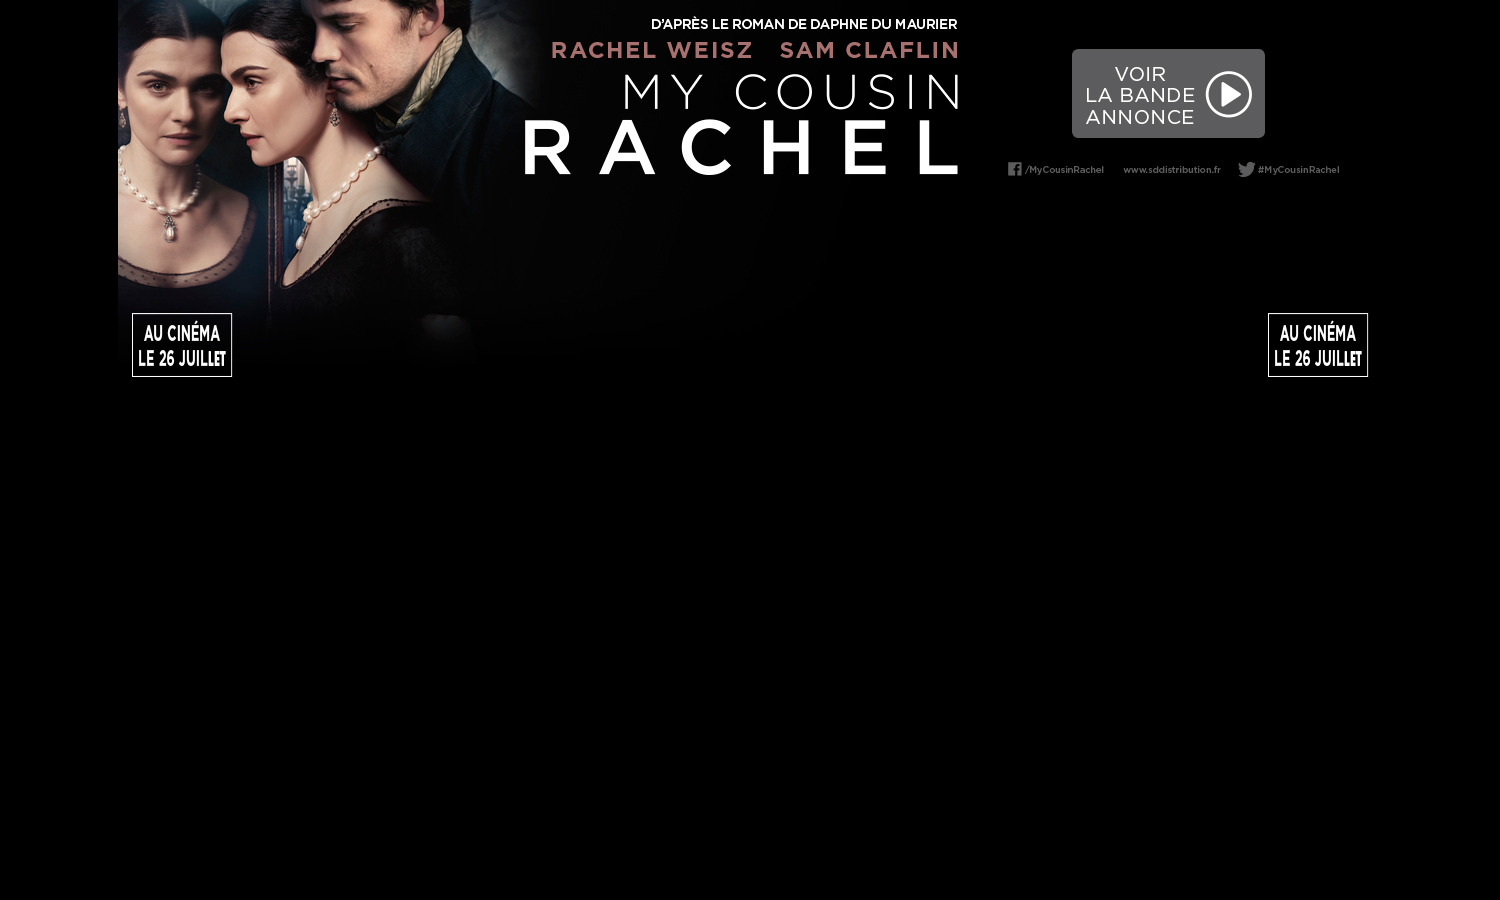 D'APRÈS LE ROMAN DE DAPHNE DU MAURIER
RACHEL WEISZ SAM CLAFLIN
MY COUSIN
RACHEL
VOIR
LA BANDE
ANNONCE
/MyCousinRachel www.sddistribution.fr #MyCousinRachel
AU CINÉMA
LE 26 JUILLET
AU CINÉMA
LE 26 JUILLET